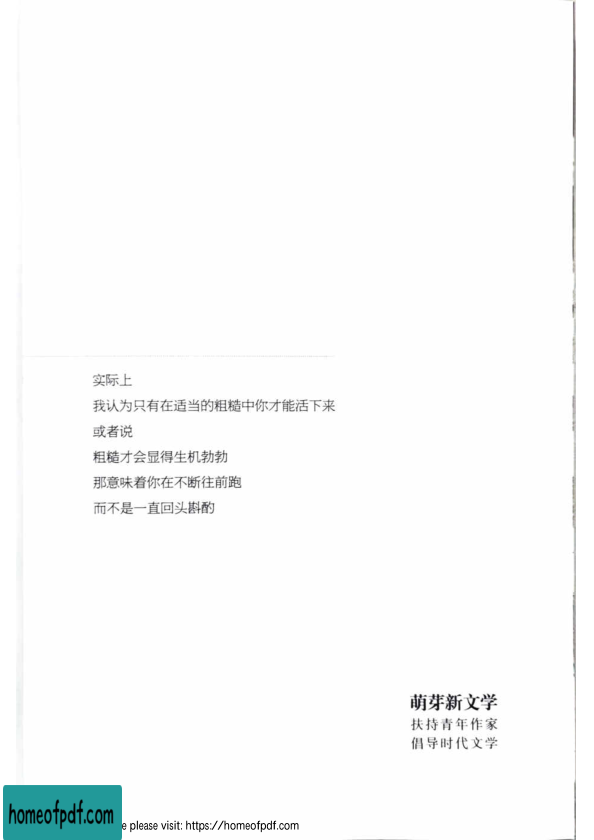 实际上
我认为只有在适当的粗糙中你才能活下来
或者说
粗糙才会显得生机勃勃
那意味着你在不断往前跑
而不是一直回头斟酌
萌芽新文学
扶持青年作家
倡导时代文学
homeofpdf.com
e please visit: https://homeofpdf.com